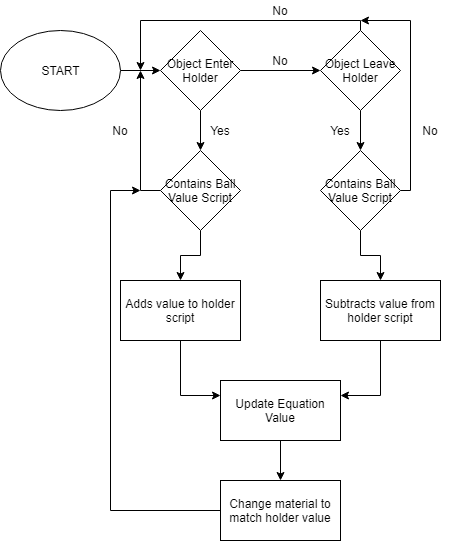 No
START
Object Enter
Holder
No
Object Leave
Holder
No
Yes
Yes
No
Contains Ball
Value Script
Contains Ball
Value Script
Adds value to holder
script
Subtracts value from
holder script
Update Equation
Value
Change material to
match holder value